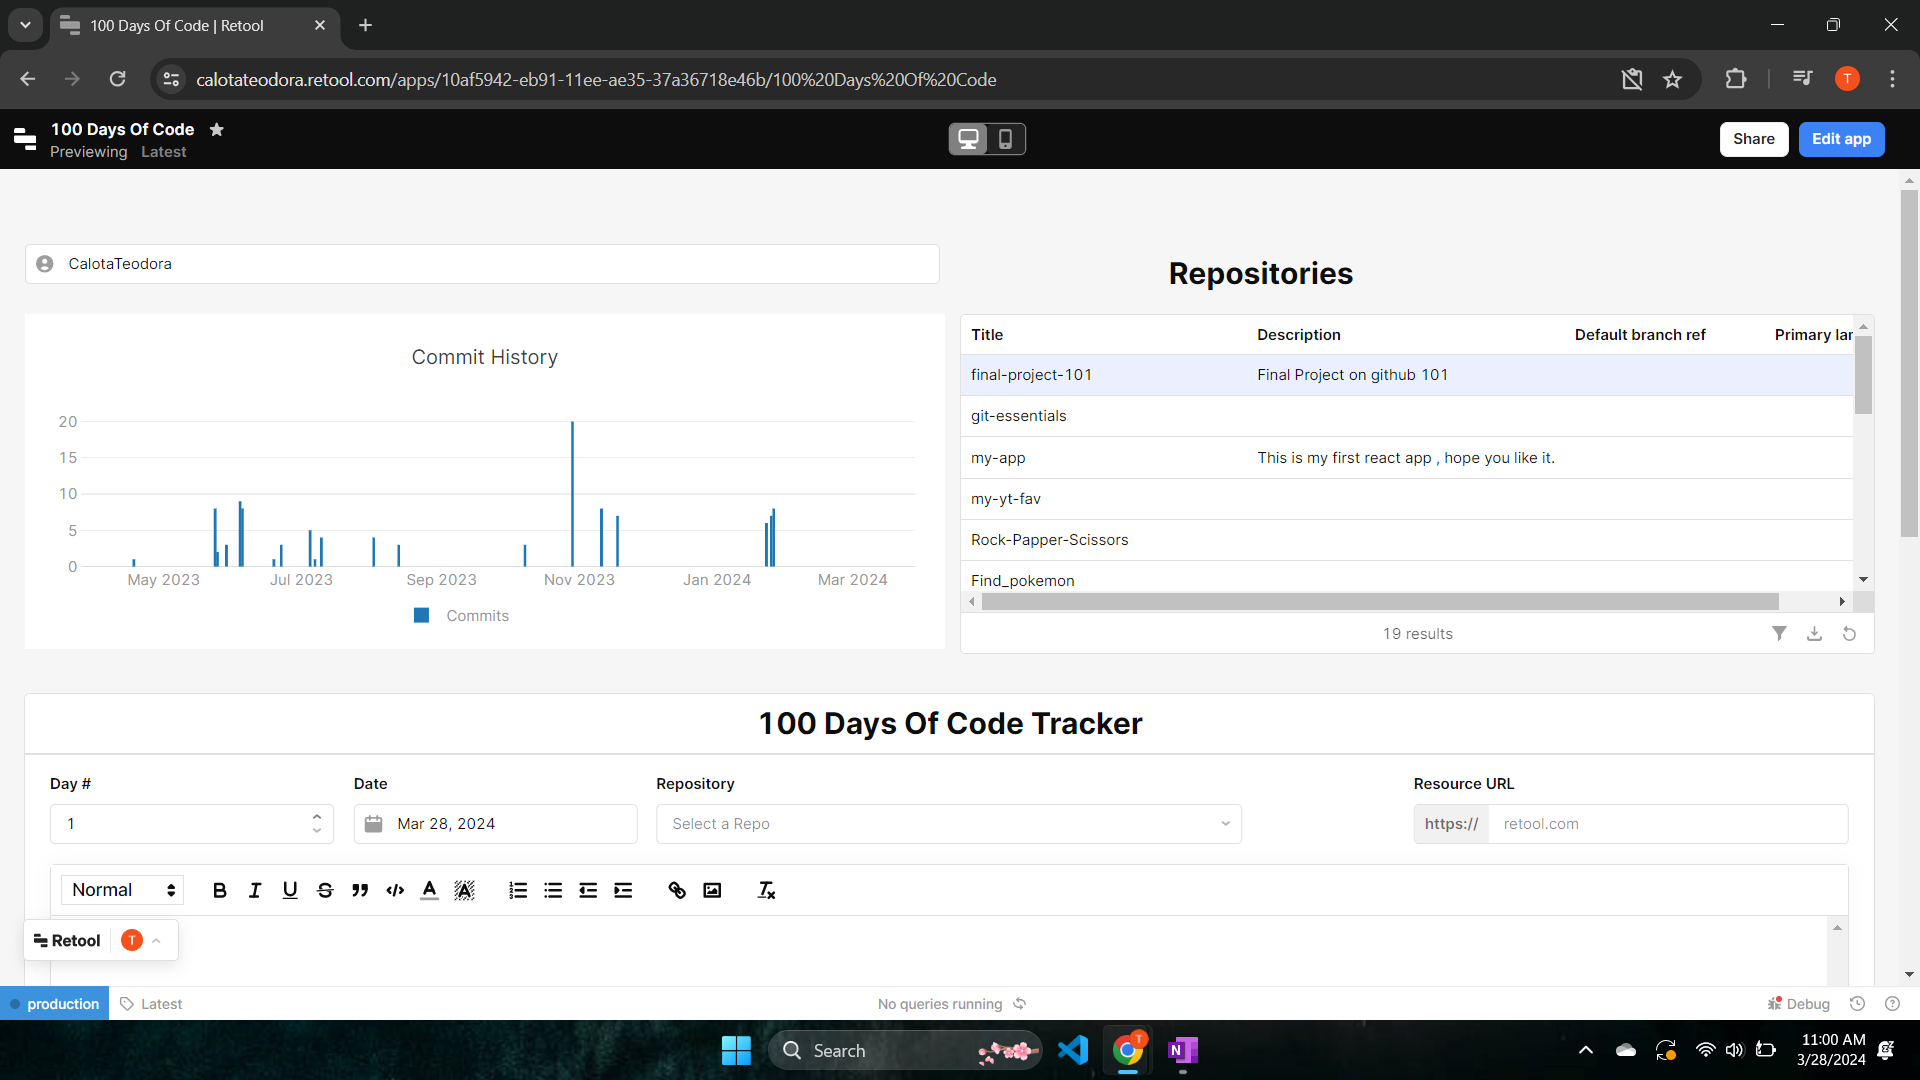 100 Days Of Code | Retool
calotateodora.retool.com/apps/10af5942-eb91-11ee-ae35-37a36718e46b/100%20Days%20Of%20Code
T
100 Days Of Code
Previewing Latest
Share
Edit app
CalotaTeodora
Repositories
Commit History
20
15
10
5
0
May 2023 Jul 2023 Sep 2023 Nov 2023 Jan 2024 Mar 2024
Commits
Title Description Default branch ref Primary lar
final-project-101 Final Project on github 101
git-essentials
my-app This is my first react app , hope you like it.
my-yt-fav
Rock-Papper-Scissors
Find_pokemon
19 results
100 Days Of Code Tracker
Day # Date Repository Resource URL
1 Mar 28, 2024 Select a Repo https:// retool.com
Normal
Retool T
production Latest No queries running Debug
Search
11:00 AM
3/28/2024